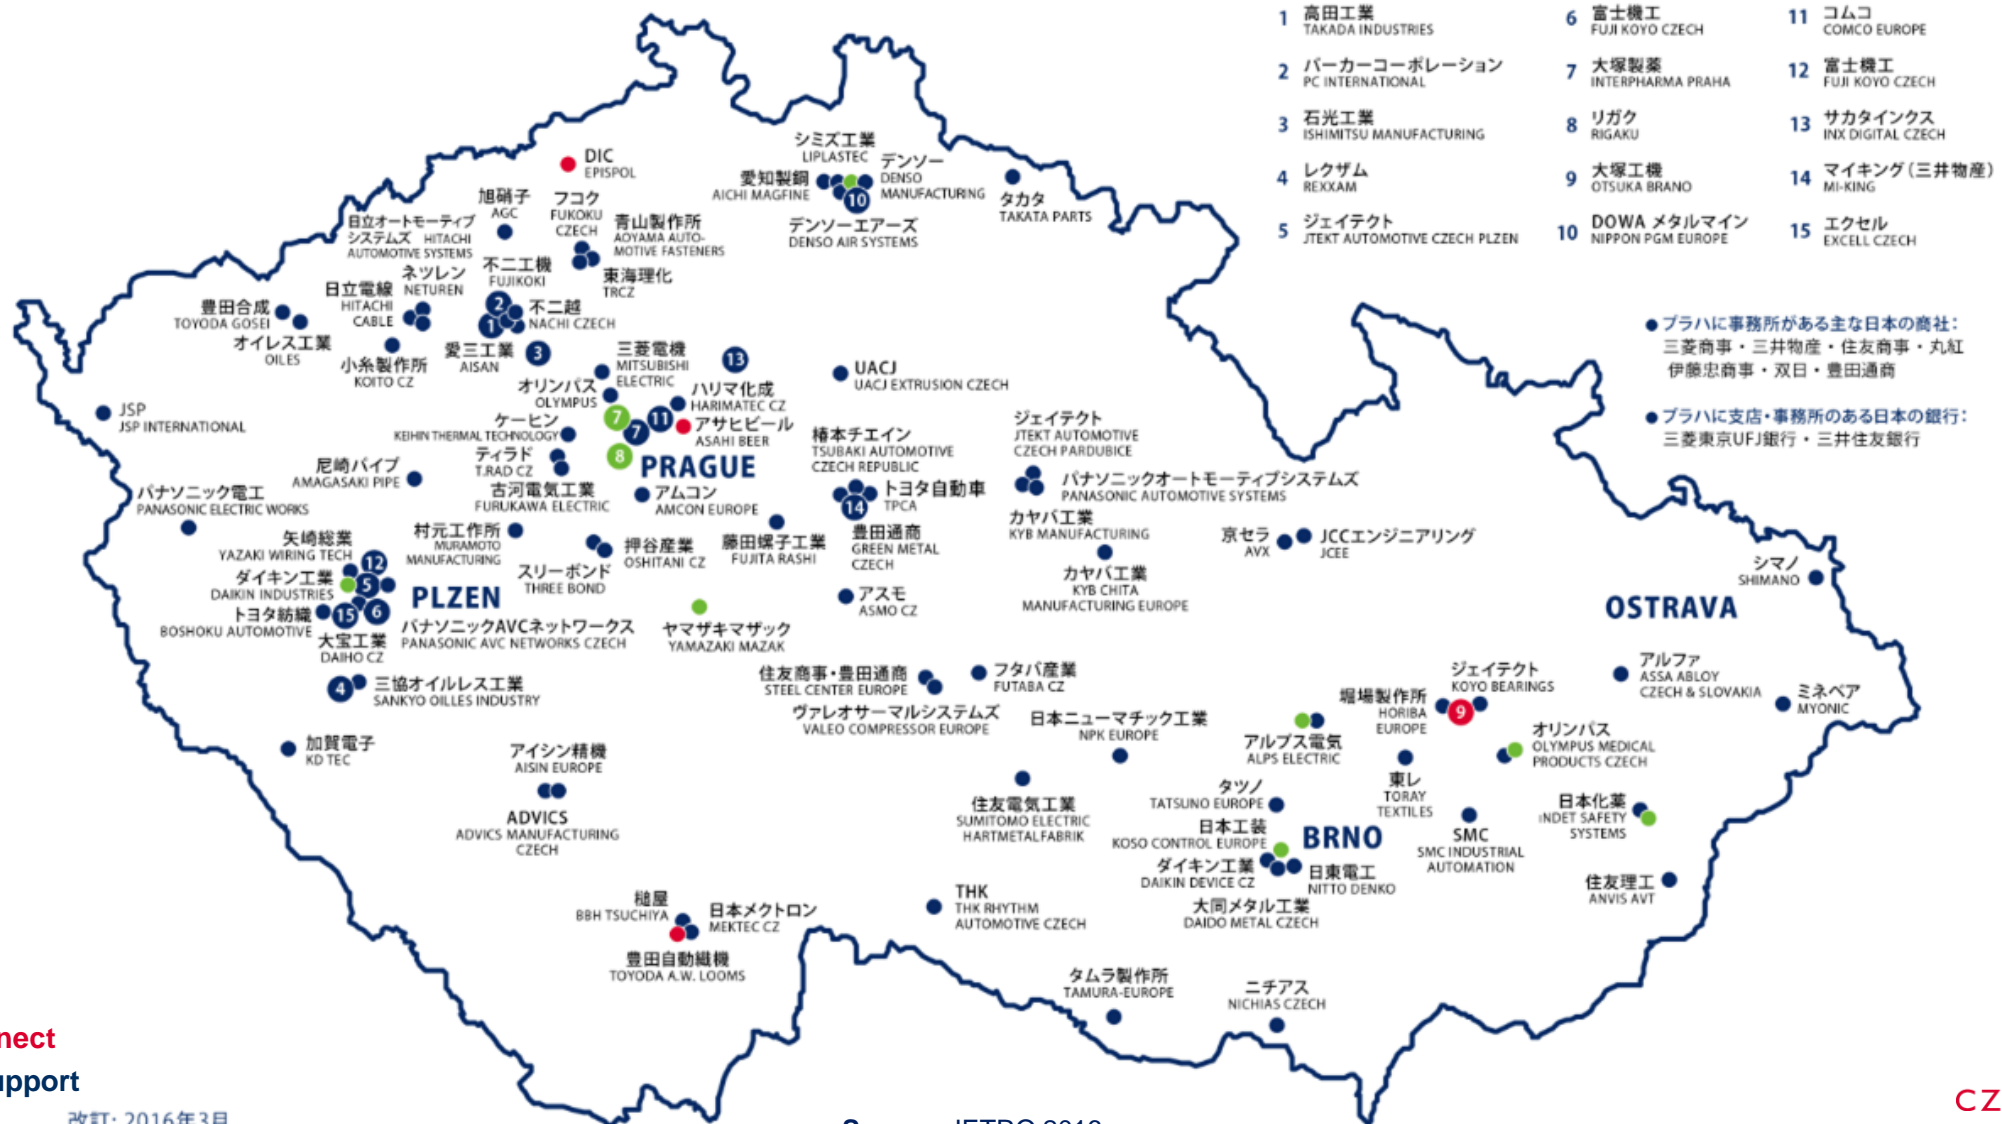 1 高田工業
TAKADA INDUSTRIES
2 パーカーコーポレーション
PC INTERNATIONAL
3 石光工業
ISHIMITSU MANUFACTURING
4 レクザム
REXXAM
5 ジェイテクト
JTEKT AUTOMOTIVE CZECH PLZEN
6 富士機工
FUJI KOYO CZECH
7 大塚製薬
INTERPHARMA PRAHA
8 リガク
RIGAKU
9 大塚工機
OTSUKA BRANO
10 DOWA メタルマイン
NIPPON PGM EUROPE
11 コムコ
COMCO EUROPE
12 富士機工
FUJI KOYO CZECH
13 サカタインクス
INX DIGITAL CZECH
14 マイキング(三井物産)
MI-KING
15 エクセル
EXCELL CZECH
● プラハに事務所がある主な日本の商社:
三菱商事・三井物産・住友商事・丸紅
伊藤忠商事・双日・豊田通商
● プラハに支店・事務所のある日本の銀行:
三菱東京UFJ銀行・三井住友銀行
DIC
EPISPOL
旭硝子
AGC
フコク
FUKOKU
CZECH
青山製作所
AOYAMA AUTO-
MOTIVE FASTENERS
東海理化
TRCZ
日立オートモーティブ
システムズ HITACHI
AUTOMOTIVE SYSTEMS
ネツレン
NETUREN
不二工機
FUJIKOKI
日立電線
HITACHI
CABLE
豊田合成
TOYODA GOSEI
オイレス工業
OILES
小糸製作所
KOITO CZ
2
1
不二越
NACHI CZECH
愛三工業
AISAN
3
シミズ工業
LIPLASTEC
デンソー
DENSO
MANUFACTURING
愛知製鋼
AICHI MAGFINE
10
デンソーエアーズ
DENSO AIR SYSTEMS
タカタ
TAKATA PARTS
三菱電機
MITSUBISHI
ELECTRIC
13
オリンパス
OLYMPUS
ハリマ化成
HARIMATEC CZ
7
7
11
アサヒビール
ASAHI BEER
8
PRAGUE
ケーヒン
KEIHIN THERMAL TECHNOLOGY
ティラド
T.RAD CZ
古河電気工業
FURUKAWA ELECTRIC
アムコン
AMCON EUROPE
UACJ
UACJ EXTRUSION CZECH
JSP
JSP INTERNATIONAL
尼崎パイプ
AMAGASAKI PIPE
パナソニック電工
PANASONIC ELECTRIC WORKS
矢崎総業
YAZAKI WIRING TECH
12
ダイキン工業
DAIKIN INDUSTRIES
5
トヨタ紡織
BOSHOKU AUTOMOTIVE
15
6
大宝工業
DAIHO CZ
PLZEN
パナソニックAVCネットワークス
PANASONIC AVC NETWORKS CZECH
村元工作所
MURAMOTO
MANUFACTURING
スリーボンド
THREE BOND
押谷産業
OSHITANI CZ
藤田螺子工業
FUJITA RASHI
椿本チエイン
TSUBAKI AUTOMOTIVE
CZECH REPUBLIC
トヨタ自動車
TPCA
14
豊田通商
GREEN METAL
CZECH
アスモ
ASMO CZ
ジェイテクト
JTEKT AUTOMOTIVE
CZECH PARDUBICE
パナソニックオートモーティブシステムズ
PANASONIC AUTOMOTIVE SYSTEMS
カヤバ工業
KYB MANUFACTURING
カヤバ工業
KYB CHITA
MANUFACTURING EUROPE
京セラ
AVX
JCCエンジニアリング
JCEE
シマノ
SHIMANO
OSTRAVA
ヤマザキマザック
YAMAZAKI MAZAK
4
三協オイルレス工業
SANKYO OILLES INDUSTRY
加賀電子
KD TEC
アイシン精機
AISIN EUROPE
ADVICS
ADVICS MANUFACTURING
CZECH
住友商事・豊田通商
STEEL CENTER EUROPE
フタバ産業
FUTABA CZ
ヴァレオサーマルシステムズ
VALEO COMPRESSOR EUROPE
日本ニューマチック工業
NPK EUROPE
住友電気工業
SUMITOMO ELECTRIC
HARTMETALFABRIK
アルプス電気
ALPS ELECTRIC
堀場製作所
HORIBA
EUROPE
ジェイテクト
KOYO BEARINGS
9
アルファ
ASSA ABLOY
CZECH & SLOVAKIA
ミネベア
MYONIC
オリンパス
OLYMPUS MEDICAL
PRODUCTS CZECH
東レ
TORAY
TEXTILES
タツノ
TATSUNO EUROPE
日本工装
KOSO CONTROL EUROPE
BRNO
ダイキン工業
DAIKIN DEVICE CZ
日東電工
NITTO DENKO
大同メタル工業
DAIDO METAL CZECH
SMC
SMC INDUSTRIAL
AUTOMATION
日本化薬
INDET SAFETY
SYSTEMS
住友理工
ANVIS AVT
THK
THK RHYTHM
AUTOMOTIVE CZECH
槌屋
BBH TSUCHIYA
日本メクトロン
MEKTEC CZ
豊田自動織機
TOYODA A.W. LOOMS
タムラ製作所
TAMURA-EUROPE
ニチアス
NICHIAS CZECH
nect
upport
改訂: 2016年3月
CZ